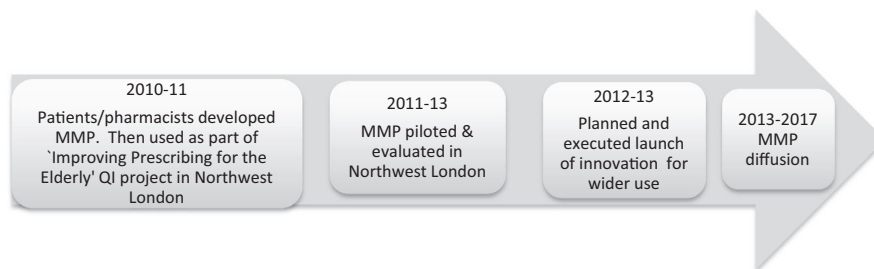 2010-11
Patients/pharmacists developed
MMP. Then used as part of
`Improving Prescribing for the
Elderly' QI project in Northwest
London
2011-13
MMP piloted &
evaluated in
Northwest London
2012-13
Planned and
executed launch
of innovation for
wider use
2013-2017
MMP
diffusion